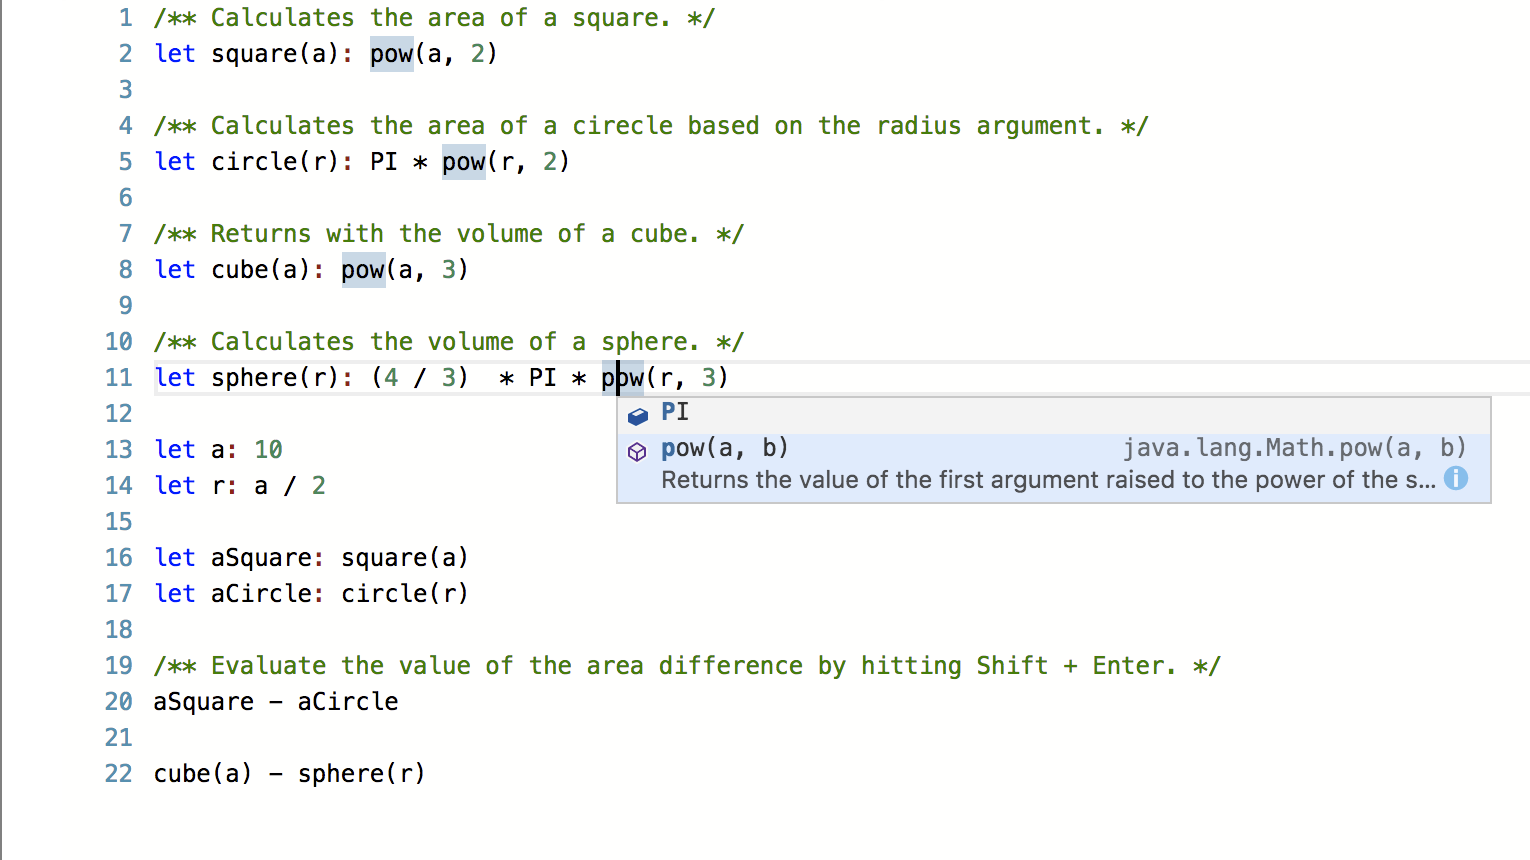 1 /** Calculates the area of a square. */
2 let square(a): pow(a, 2)
3
4 /** Calculates the area of a cirecle based on the radius argument. */
5 let circle(r): PI * pow(r, 2)
6
7 /** Returns with the volume of a cube. */
8 let cube(a): pow(a, 3)
9
10 /** Calculates the volume of a sphere. */
11 let sphere(r): (4 / 3)  * PI * pow(r, 3)
PI
pow(a, b) java.lang.Math.pow(a, b)
Returns the value of the first argument raised to the power of the s...
12
13 let a: 10
14 let r: a / 2
15
16 let aSquare: square(a)
17 let aCircle: circle(r)
18
19 /** Evaluate the value of the area difference by hitting Shift + Enter. */
20 aSquare - aCircle
21
22 cube(a) - sphere(r)